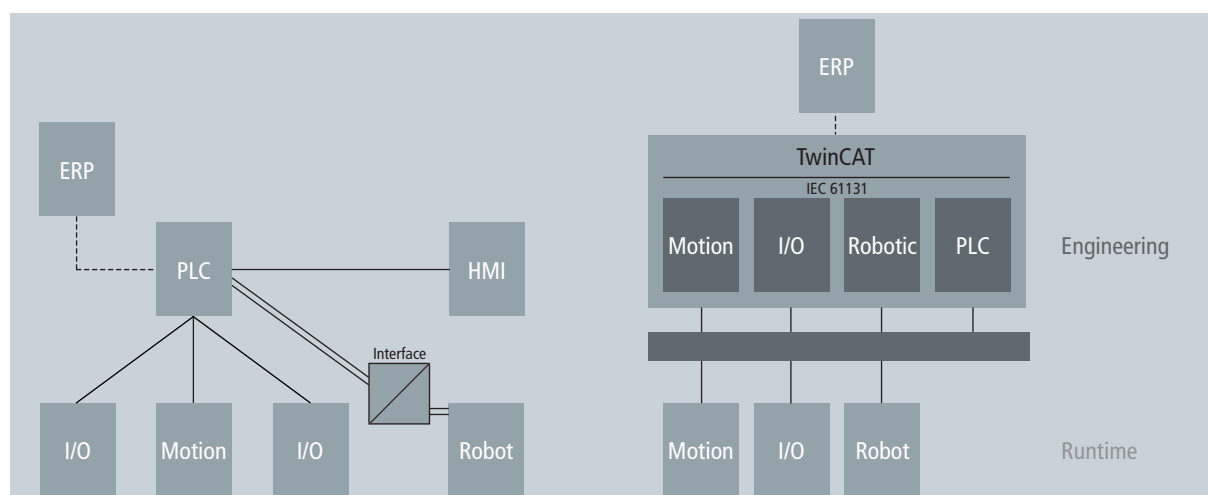 ERP
PLC
HMI
Interface
I/O
Motion
I/O
Robot
ERP
TwinCAT
IEC 61131
Motion
I/O
Robotic
PLC
Engineering
Motion
I/O
Robot
Runtime